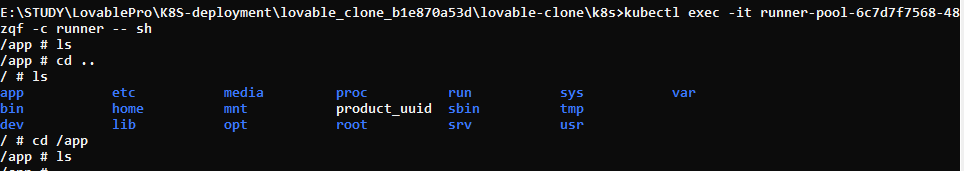 E:\STUDY\LovablePro\K8S-deployment\lovable_clone_b1e870a53d\lovable-clone\k8s>kubectl exec -it runner-pool-6c7d7f7568-48
zqf -c runner -- sh
/app # ls
/app # cd ..
/ # ls
app etc media proc run sys var
bin home mnt product_uuid sbin tmp
dev lib opt root srv usr
/ # cd /app
/app # ls
/app #